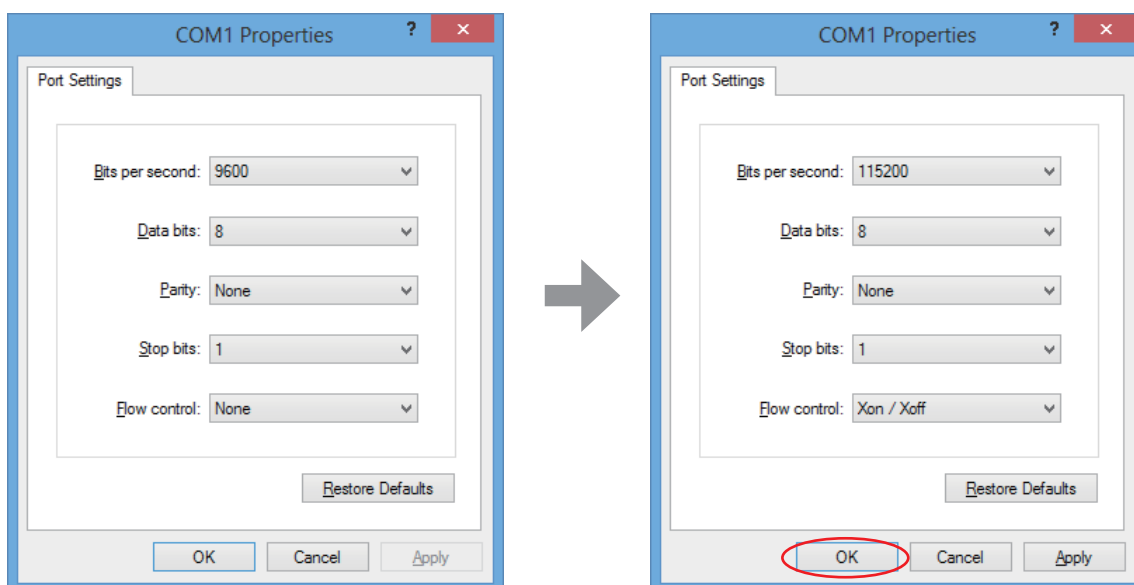 COM1 Properties ?
Port Settings
Bits per second: 9600
Data bits: 8
Parity: None
Stop bits: 1
Flow control: None
Restore Defaults
OK Cancel Apply
COM1 Properties ?
Port Settings
Bits per second: 115200
Data bits: 8
Parity: None
Stop bits: 1
Flow control: Xon / Xoff
Restore Defaults
OK Cancel Apply